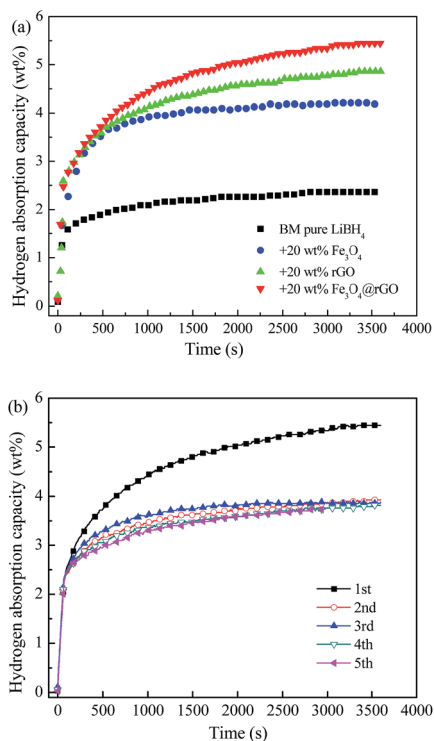 (a)
Hydrogen absorption capacity (wt%)
6
5
4
3
2
1
0
BM pure LiBH₄
+20 wt% Fe₃O₄
+20 wt% rGO
+20 wt% Fe₃O₄@rGO
0 500 1000 1500 2000 2500 3000 3500 4000
Time (s)
(b)
Hydrogen absorption capacity (wt%)
6
5
4
3
2
1
0
1st
2nd
3rd
4th
5th
0 500 1000 1500 2000 2500 3000 3500 4000
Time (s)